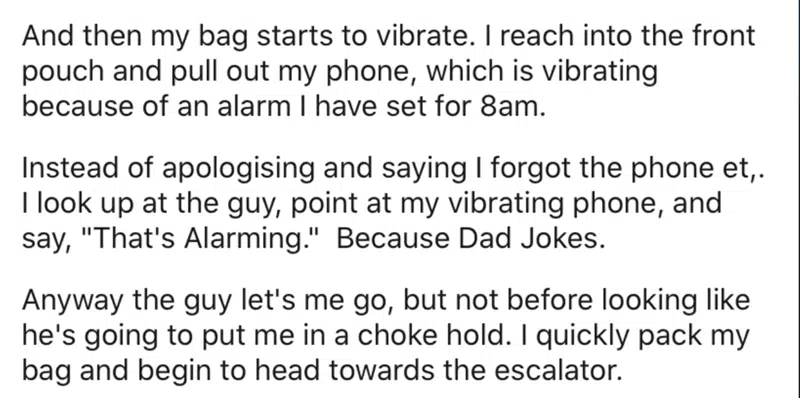 And then my bag starts to vibrate. I reach into the front
pouch and pull out my phone, which is vibrating
because of an alarm I have set for 8am.
Instead of apologising and saying I forgot the phone et,.
I look up at the guy, point at my vibrating phone, and
say, "That's Alarming."  Because Dad Jokes.
Anyway the guy let's me go, but not before looking like
he's going to put me in a choke hold. I quickly pack my
bag and begin to head towards the escalator.